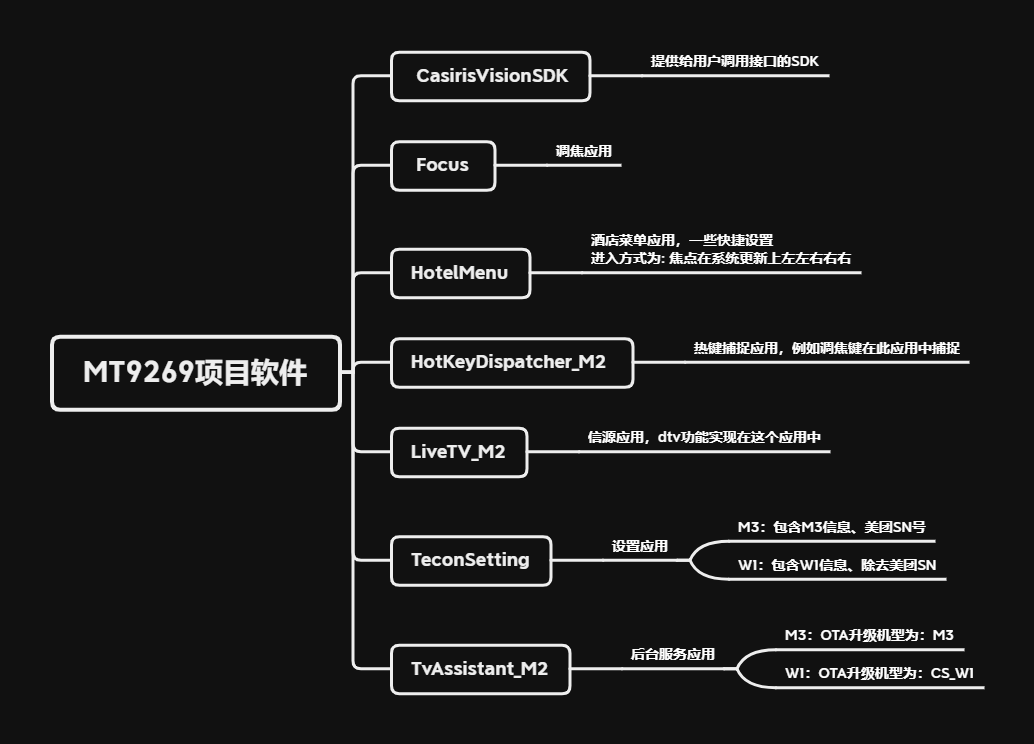 CasirisVisionSDK
提供给用户调用接口的SDK
Focus
调焦应用
HotelMenu
酒店菜单应用，一些快捷设置
进入方式为: 焦点在系统更新上左左右右右
MT9269项目软件
HotKeyDispatcher_M2
热键捕捉应用，例如调焦键在此应用中捕捉
LiveTV_M2
信源应用，dtv功能实现在这个应用中
TeconSetting
设置应用
M3：包含M3信息、美团SN号
W1：包含W1信息、除去美团SN
TvAssistant_M2
后台服务应用
M3：OTA升级机型为：M3
W1：OTA升级机型为：CS_W1